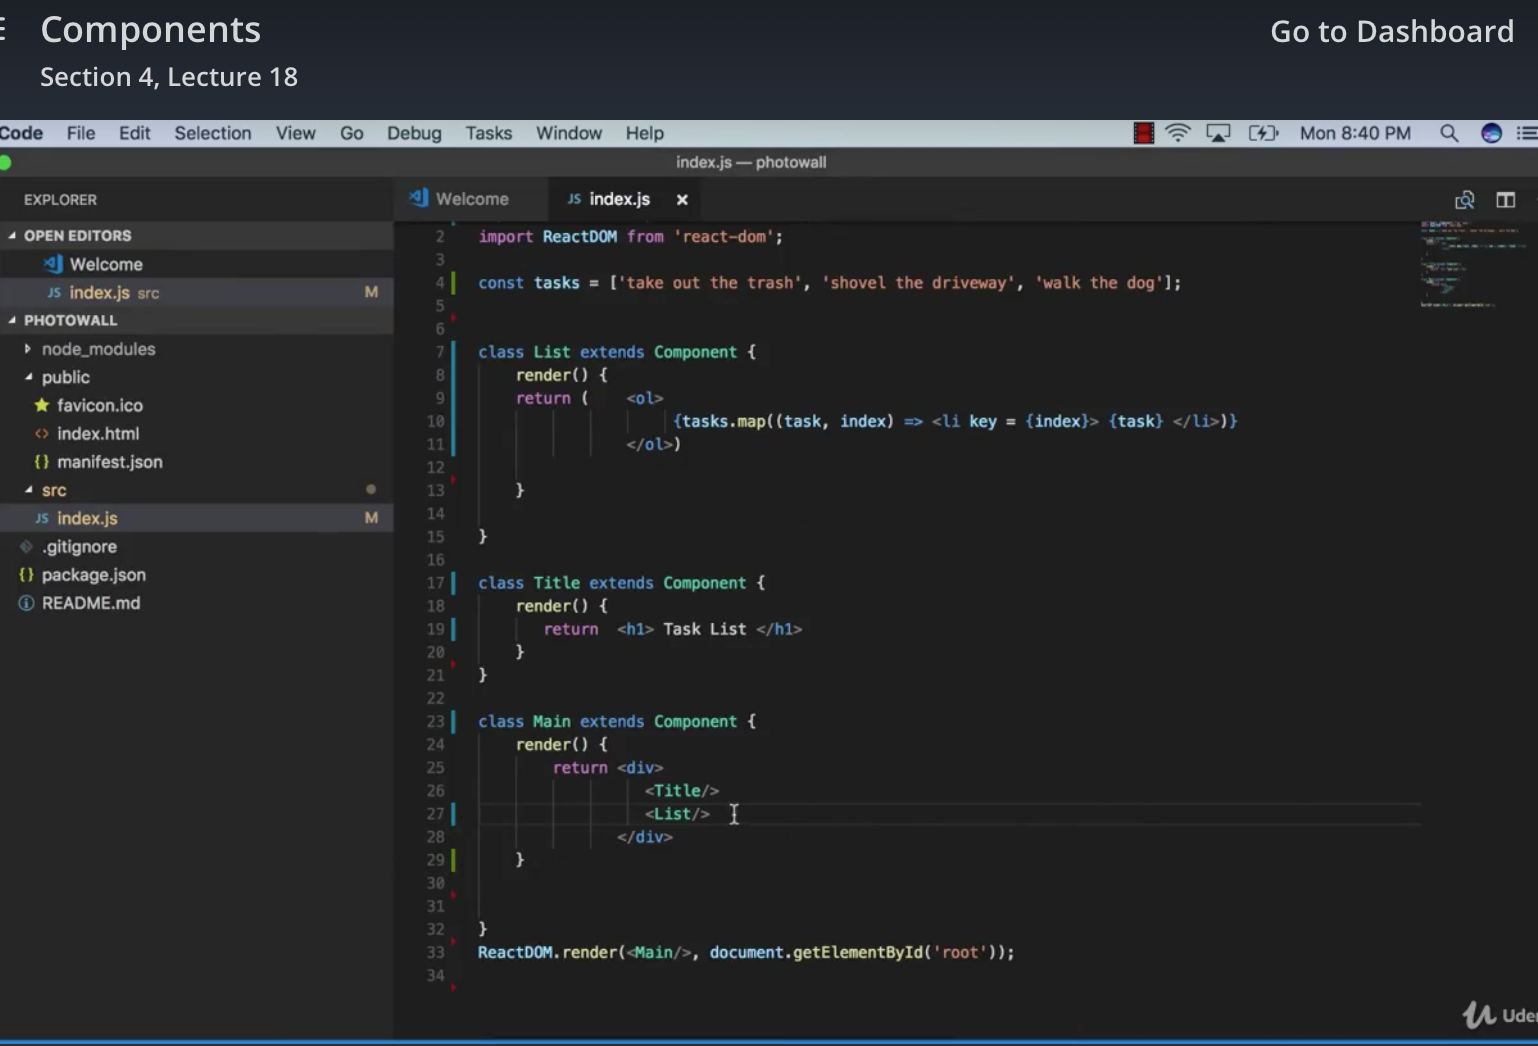 Components
Go to Dashboard
Section 4, Lecture 18
Code File Edit Selection View Go Debug Tasks Window Help Mon 8:40 PM
index.js — photowall
EXPLORER
Welcome
JS index.js
OPEN EDITORS
Welcome
JS index.js src M
PHOTOWALL
node_modules
public
favicon.ico
<> index.html
{} manifest.json
src
JS index.js M
.gitignore
{} package.json
README.md
2 import ReactDOM from 'react-dom';
3
4 const tasks = ['take out the trash', 'shovel the driveway', 'walk the dog'];
5
6
7 class List extends Component {
8 render() {
9 return ( <ol>
10 {tasks.map((task, index) => <li key = {index}> {task} </li>)}
11 </ol>)
12
13 }
14
15 }
16
17 class Title extends Component {
18 render() {
19 return <h1> Task List </h1>
20 }
21 }
22
23 class Main extends Component {
24 render() {
25 return <div>
26 <Title/>
27 <List/>
28 </div>
29 }
30
31
32 }
33 ReactDOM.render(<Main/>, document.getElementById('root'));
34